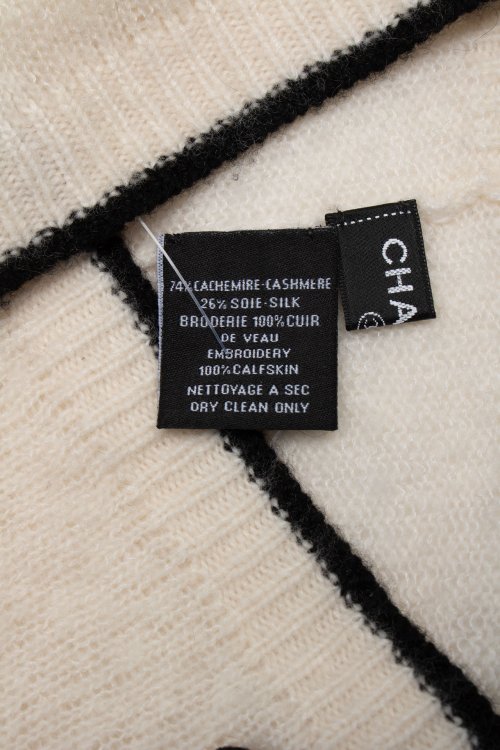 74% CACHEMIRE-CASHMERE
26% SOIE-SILK
BRODERIE 100% CUIR
DE VEAU
EMBROIDERY
100% CALFSKIN
NETTOYAGE A SEC
DRY CLEAN ONLY
CHA